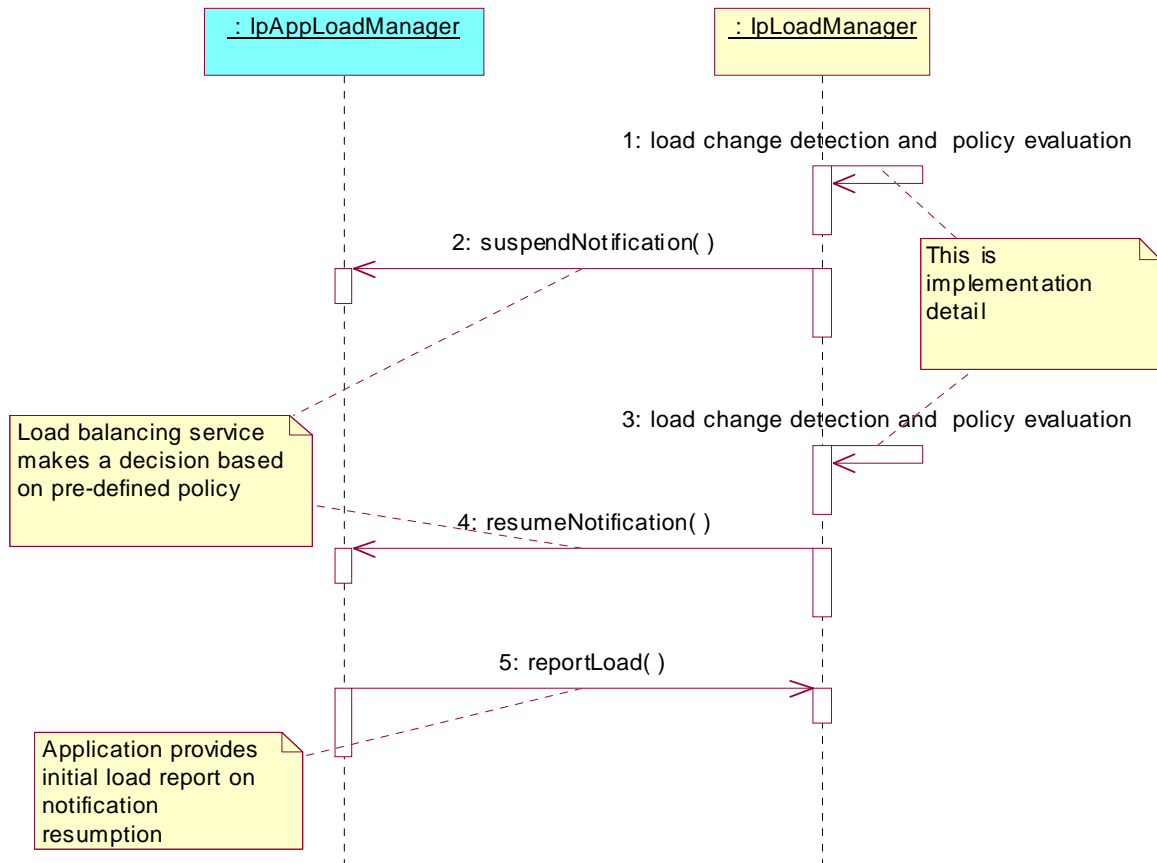 : IpAppLoadManager
: IpLoadManager
1: load change detection and policy evaluation
2: suspendNotification( )
This is
implementation
detail
3: load change detection and policy evaluation
Load balancing service
makes a decision based
on pre-defined policy
4: resumeNotification( )
5: reportLoad( )
Application provides
initial load report on
notification
resumption